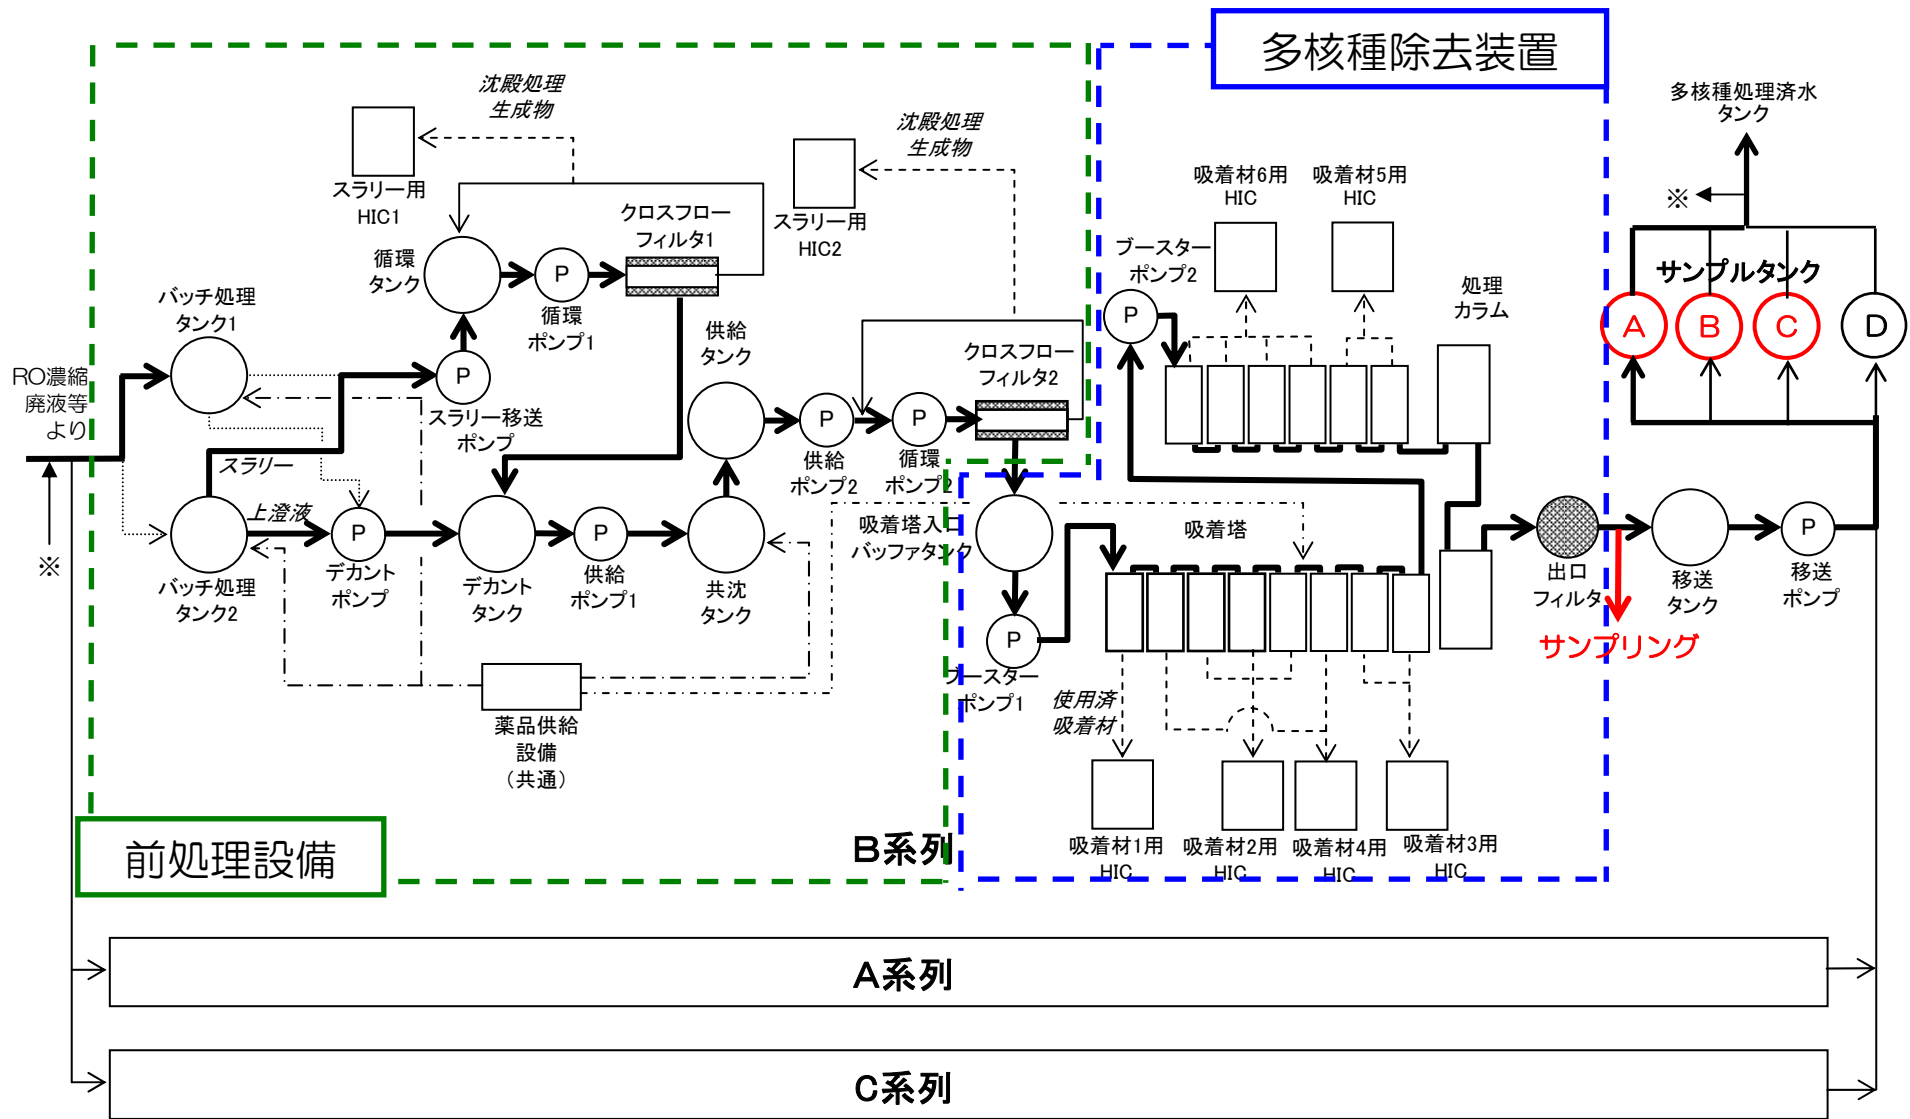 多核種除去装置
沈殿処理
生成物
沈殿処理
生成物
多核種処理済水
タンク
※
スラリー用
HIC1
スラリー用
HIC2
吸着材6用
HIC
吸着材5用
HIC
クロスフロー
フィルタ1
循環
タンク
P
循環
ポンプ1
ブースター
ポンプ2
P
処理
カラム
サンプルタンク
A
B
C
D
バッチ処理
タンク1
供給
タンク
クロスフロー
フィルタ2
RO濃縮
廃液等
より
P
スラリー移送
ポンプ
P
供給
ポンプ2
P
循環
ポンプ2
スラリー
上澄液
※
バッチ処理
タンク2
P
デカント
ポンプ
デカント
タンク
P
供給
ポンプ1
共沈
タンク
吸着塔入口
バッファタンク
吸着塔
出口
フィルタ
サンプリング
移送
タンク
P
移送
ポンプ
P
ブースター
ポンプ1
使用済
吸着材
薬品供給
設備
（共通）
吸着材1用
HIC
吸着材2用
HIC
吸着材4用
HIC
吸着材3用
HIC
前処理設備
B系列
A系列
C系列